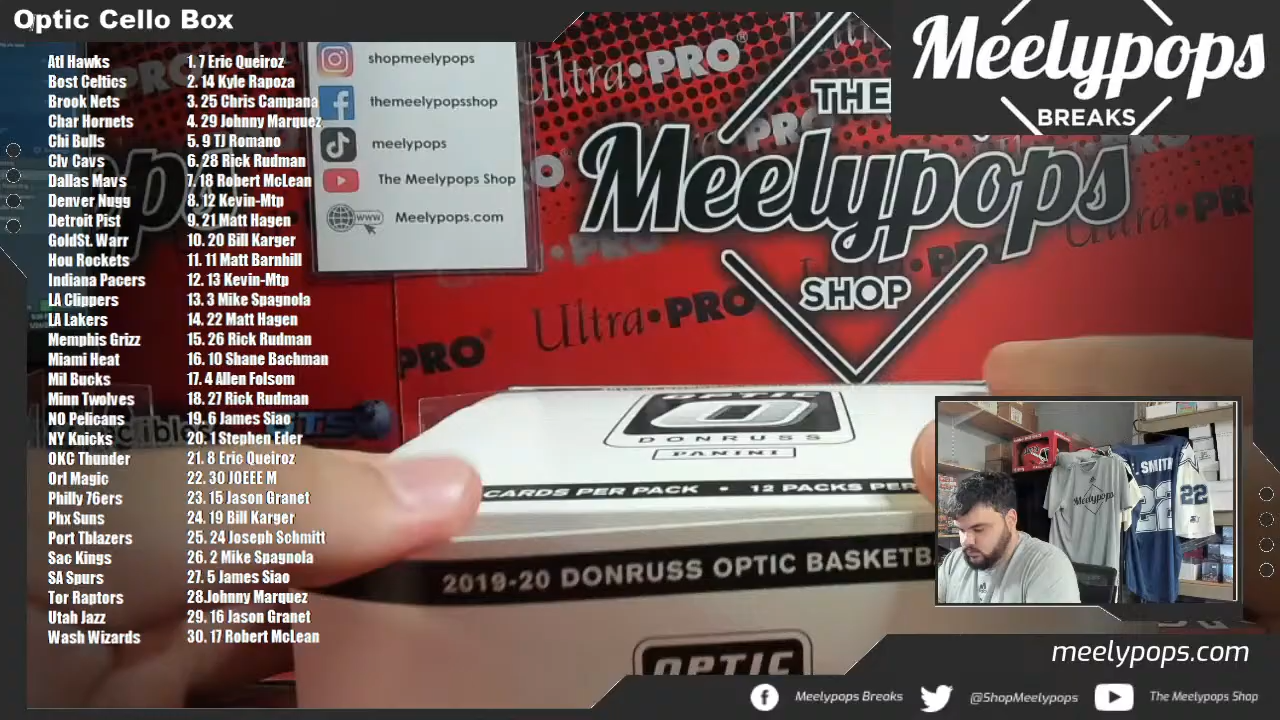 Optic Cello Box
Atl Hawks 1. 7 Eric Queiroz
Bost Celtics 2. 14 Kyle Rapoza
Brook Nets 3. 25 Chris Campana
Char Hornets 4. 29 Johnny Marquez
Chi Bulls 5. 9 TJ Romano
Clv Cavs 6. 28 Rick Rudman
Dallas Mavs 7. 18 Robert McLean
Denver Nugg 8. 12 Kevin-Mtp
Detroit Pist 9. 21 Matt Hagen
GoldSt. Warr 10. 20 Bill Karger
Hou Rockets 11. 11 Matt Barnhill
Indiana Pacers 12. 13 Kevin-Mtp
LA Clippers 13. 3 Mike Spagnola
LA Lakers 14. 22 Matt Hagen
Memphis Grizz 15. 26 Rick Rudman
Miami Heat 16. 10 Shane Bachman
Mil Bucks 17. 4 Allen Folsom
Minn Twolves 18. 27 Rick Rudman
NO Pelicans 19. 6 James Siao
NY Knicks 20. 1 Stephen Eder
OKC Thunder 21. 8 Eric Queiroz
Orl Magic 22. 30 JOEEE M
Philly 76ers 23. 15 Jason Granet
Phx Suns 24. 19 Bill Karger
Port Tblazers 25. 24 Joseph Schmitt
Sac Kings 26. 2 Mike Spagnola
SA Spurs 27. 5 James Siao
Tor Raptors 28.Johnny Marquez
Utah Jazz 29. 16 Jason Granet
Wash Wizards 30. 17 Robert McLean
shopmeelypops
themeelypopsshop
meelypops
The Meelypops Shop
www Meelypops.com
Ultra•PRO®
THE
Meelypops
SHOP
Ultra•PRO
PRO®
Meelypops
BREAKS
OPTIC
DONRUSS
PANINI
CARDS PER PACK • 12 PACKS PER
2019-20 DONRUSS OPTIC BASKETB
OPTIC
Meelypops
E. SMITH
22
22
meelypops.com
Meelypops Breaks
@ShopMeelypops
The Meelypops Shop